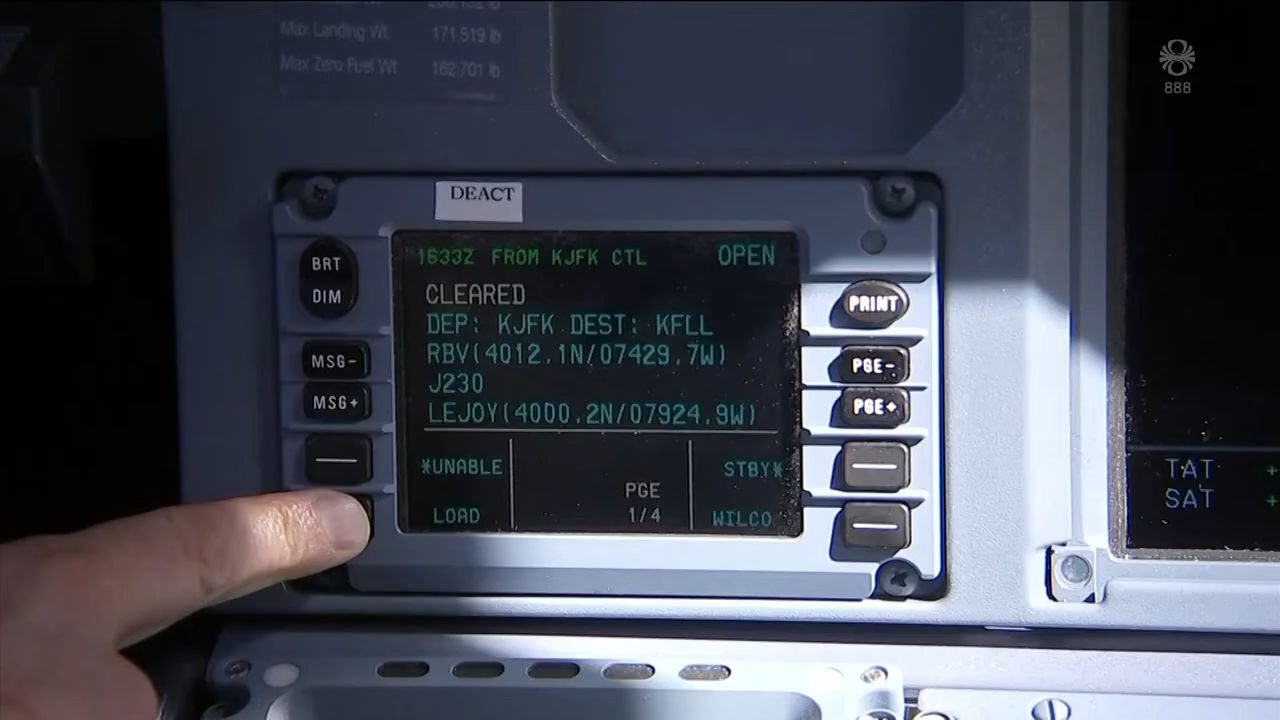 Max Landing Wt 171.519 lb
Max Zero Fuel Wt 162.701 lb
888
DEACT
BRT
DIM
MSG-
MSG+
1633Z FROM KJFK CTL OPEN
CLEARED
DEP: KJFK DEST: KFLL
RBV(4012.1N/07429.7W)
J230
LEJOY(4000.2N/07924.9W)
*UNABLE STBY*
PGE
LOAD 1/4 WILCO
PRINT
PGE-
PGE+
TAT +
SAT +